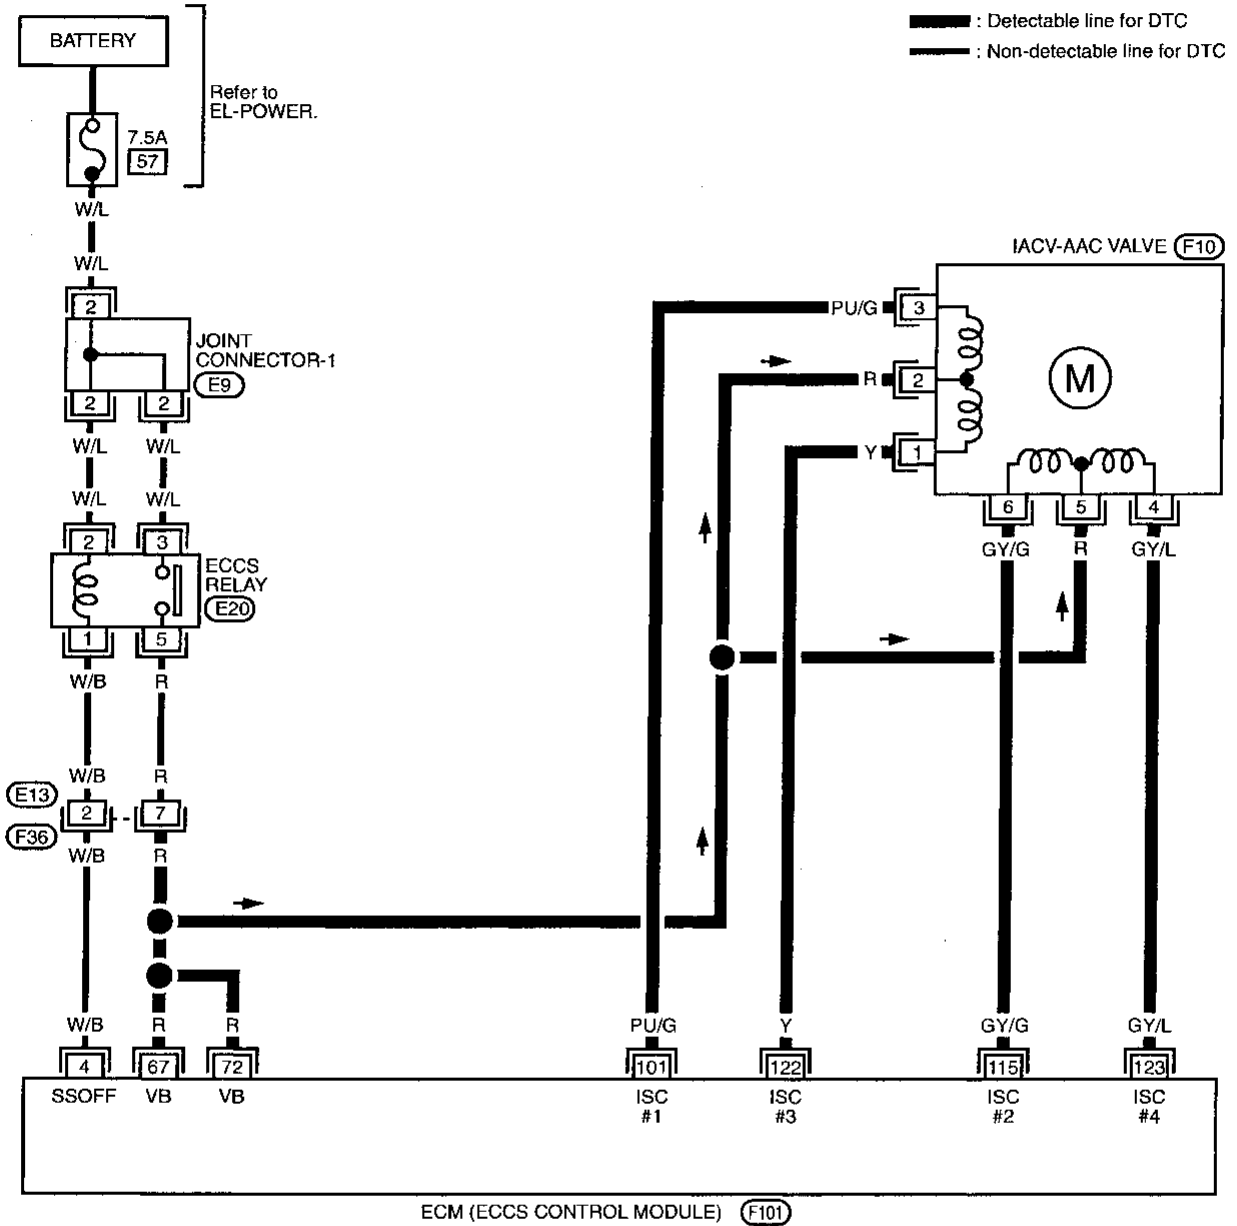 : Detectable line for DTC
: Non-detectable line for DTC
BATTERY
Refer to
EL-POWER.
7.5A
57
W/L
W/L
IACV-AAC VALVE F10
2
PU/G 3
JOINT
CONNECTOR-1
E9
R 2
M
2 2
W/L W/L
Y 1
W/L W/L
6 5 4
GY/G R GY/L
2 3
ECCS
RELAY
E20
1 5
W/B R
W/B R
E13
2 7
F36
W/B R
W/B R R PU/G Y GY/G GY/L
4 67 72 101 122 115 123
SSOFF VB VB ISC ISC ISC ISC
#1 #3 #2 #4
ECM (ECCS CONTROL MODULE) F101